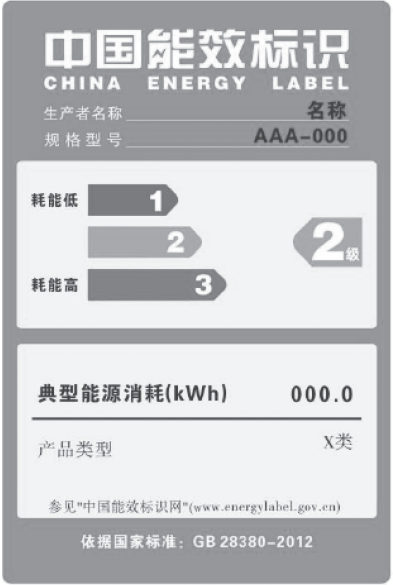 中国能效标识
CHINA ENERGY LABEL
生产者名称 名称
规格型号 AAA-000
耗能低 1
2 2级
耗能高 3
典型能源消耗(kWh) 000.0
产品类型 X类
参见"中国能效标识网"(www.energylabel.gov.cn)
依据国家标准：GB 28380-2012